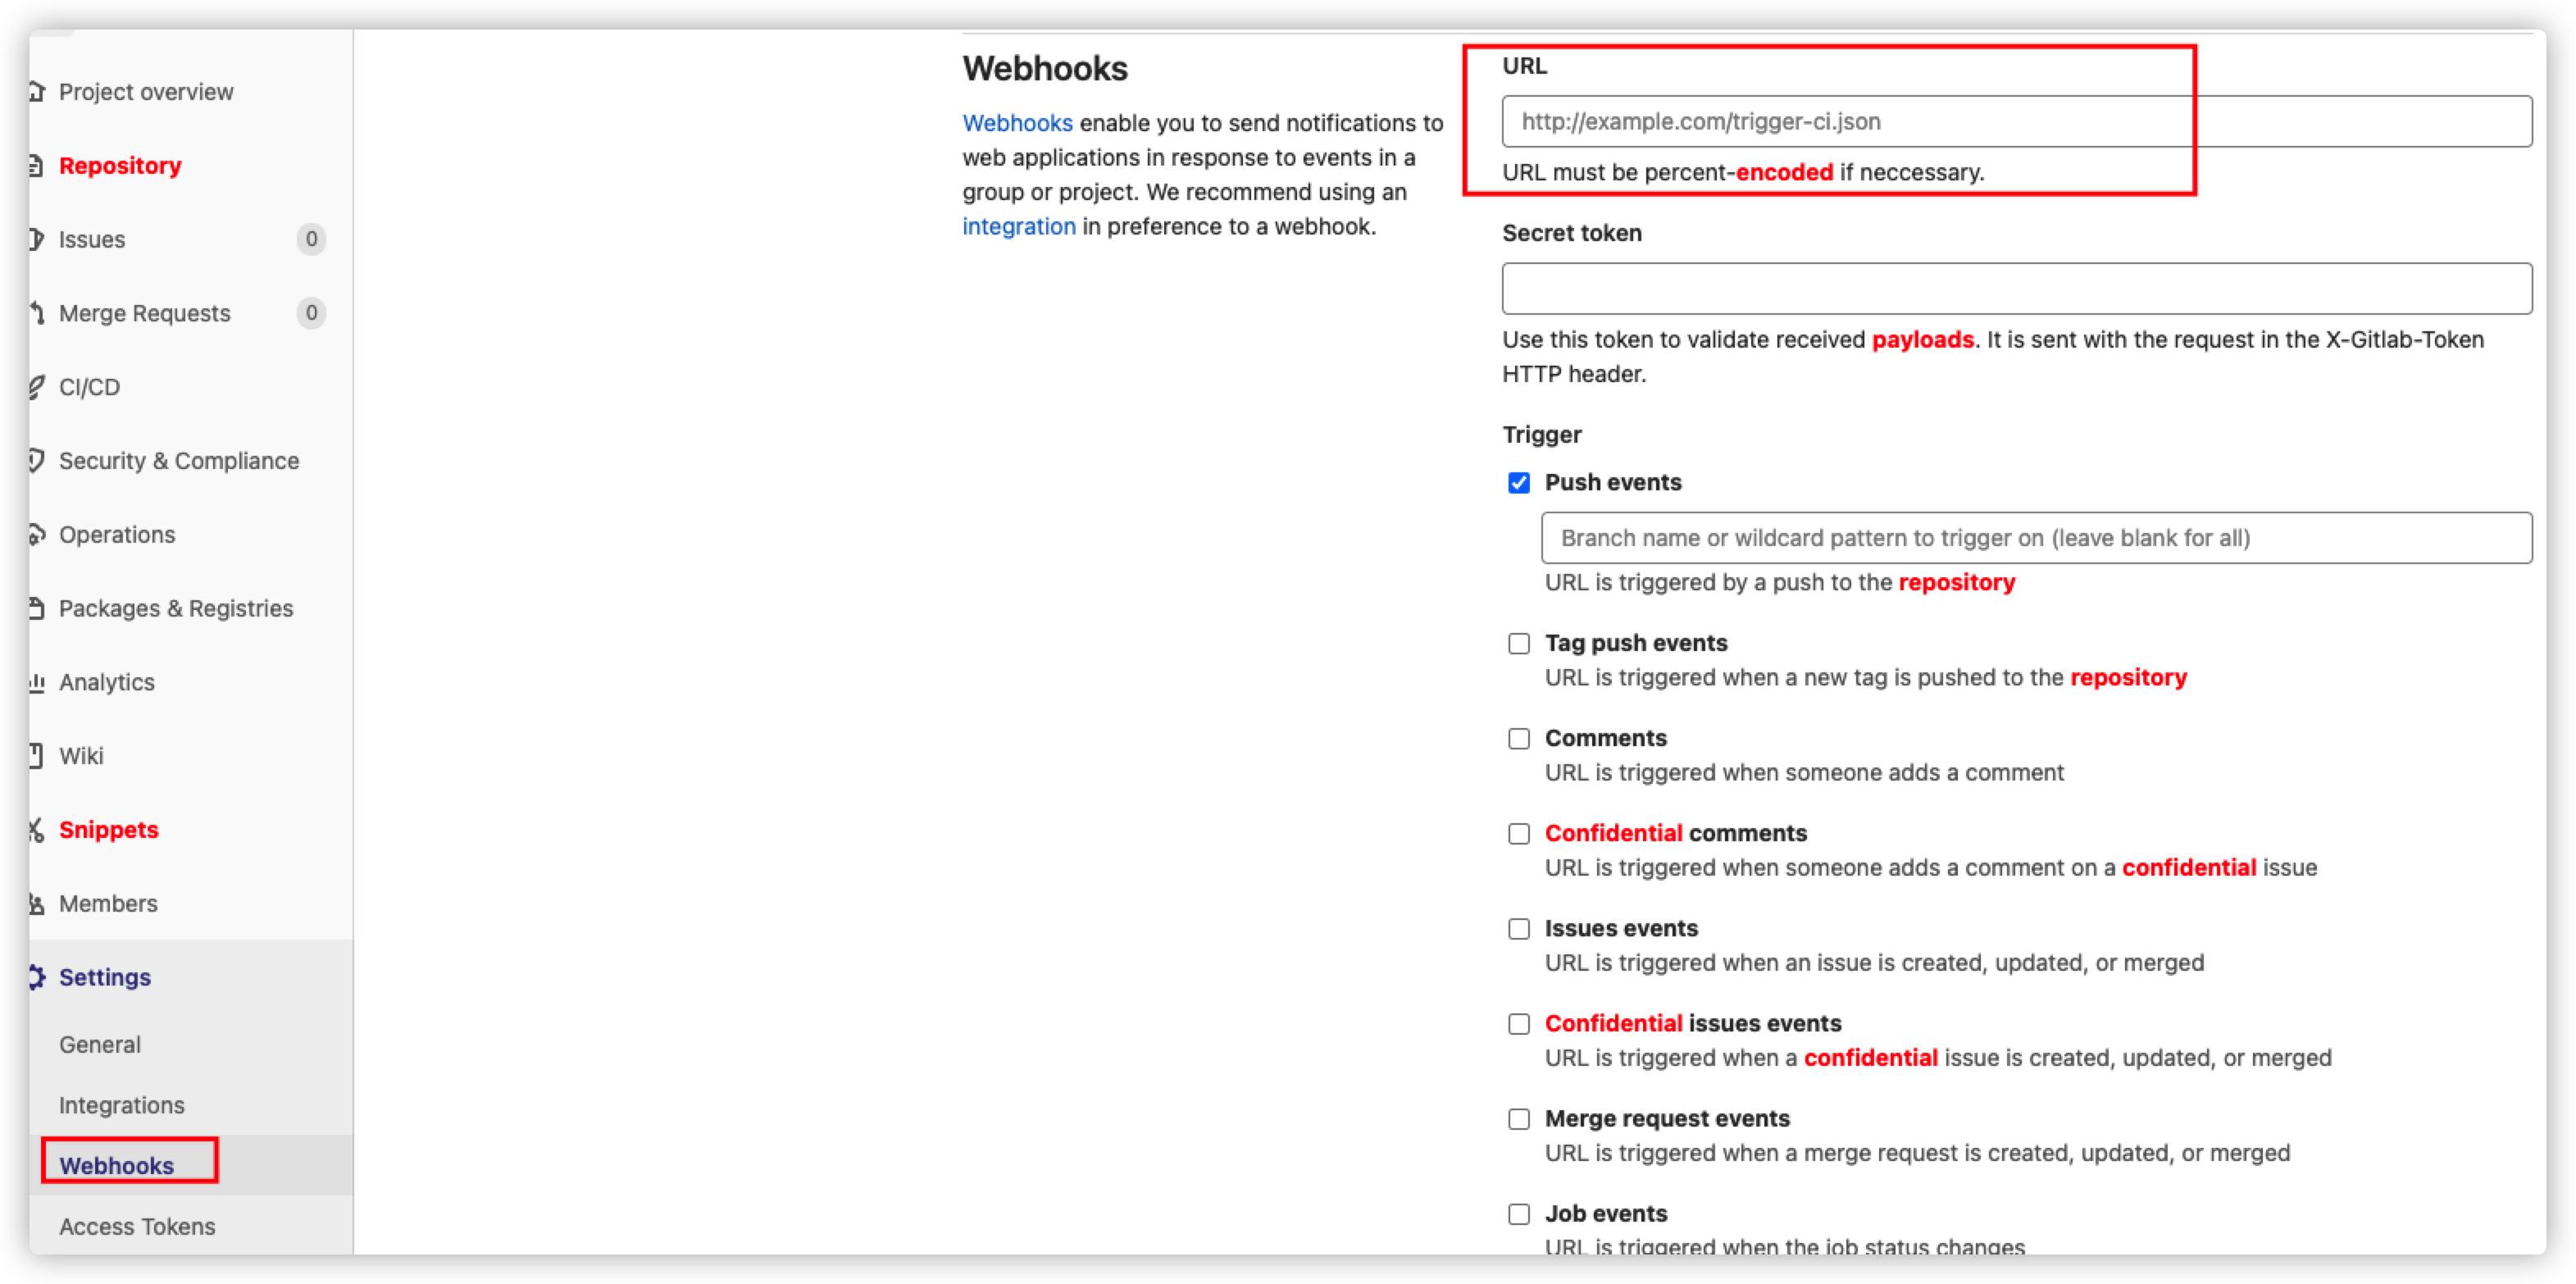 Project overview
Repository
Issues 0
Merge Requests 0
CI/CD
Security & Compliance
Operations
Packages & Registries
Analytics
Wiki
Snippets
Members
Settings
General
Integrations
Webhooks
Access Tokens
Webhooks
Webhooks enable you to send notifications to
web applications in response to events in a
group or project. We recommend using an
integration in preference to a webhook.
URL
http://example.com/trigger-ci.json
URL must be percent-encoded if neccessary.
Secret token
Use this token to validate received payloads. It is sent with the request in the X-Gitlab-Token
HTTP header.
Trigger
Push events
Branch name or wildcard pattern to trigger on (leave blank for all)
URL is triggered by a push to the repository
Tag push events
URL is triggered when a new tag is pushed to the repository
Comments
URL is triggered when someone adds a comment
Confidential comments
URL is triggered when someone adds a comment on a confidential issue
Issues events
URL is triggered when an issue is created, updated, or merged
Confidential issues events
URL is triggered when a confidential issue is created, updated, or merged
Merge request events
URL is triggered when a merge request is created, updated, or merged
Job events
URL is triggered when the job status changes